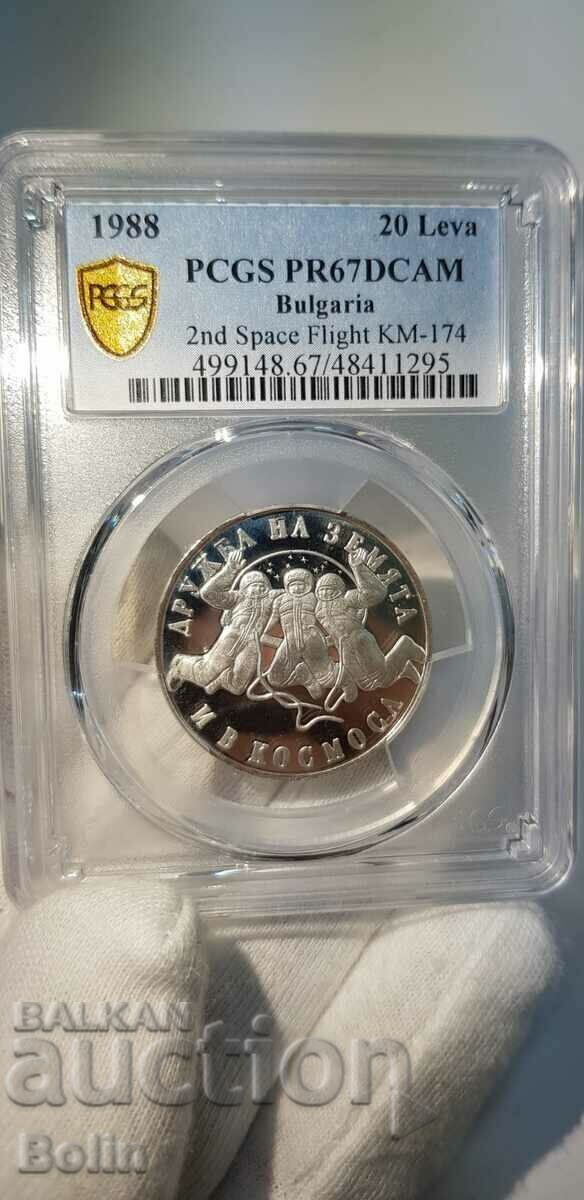 1988 20 Leva
PCGS PR67DCAM
Bulgaria
2nd Space Flight KM-174
499148.67/48411295
PCGS
ДРУЖБА НА ЗЕМЯТА
И В КОСМОСА
BALKAN
auction
Bolin